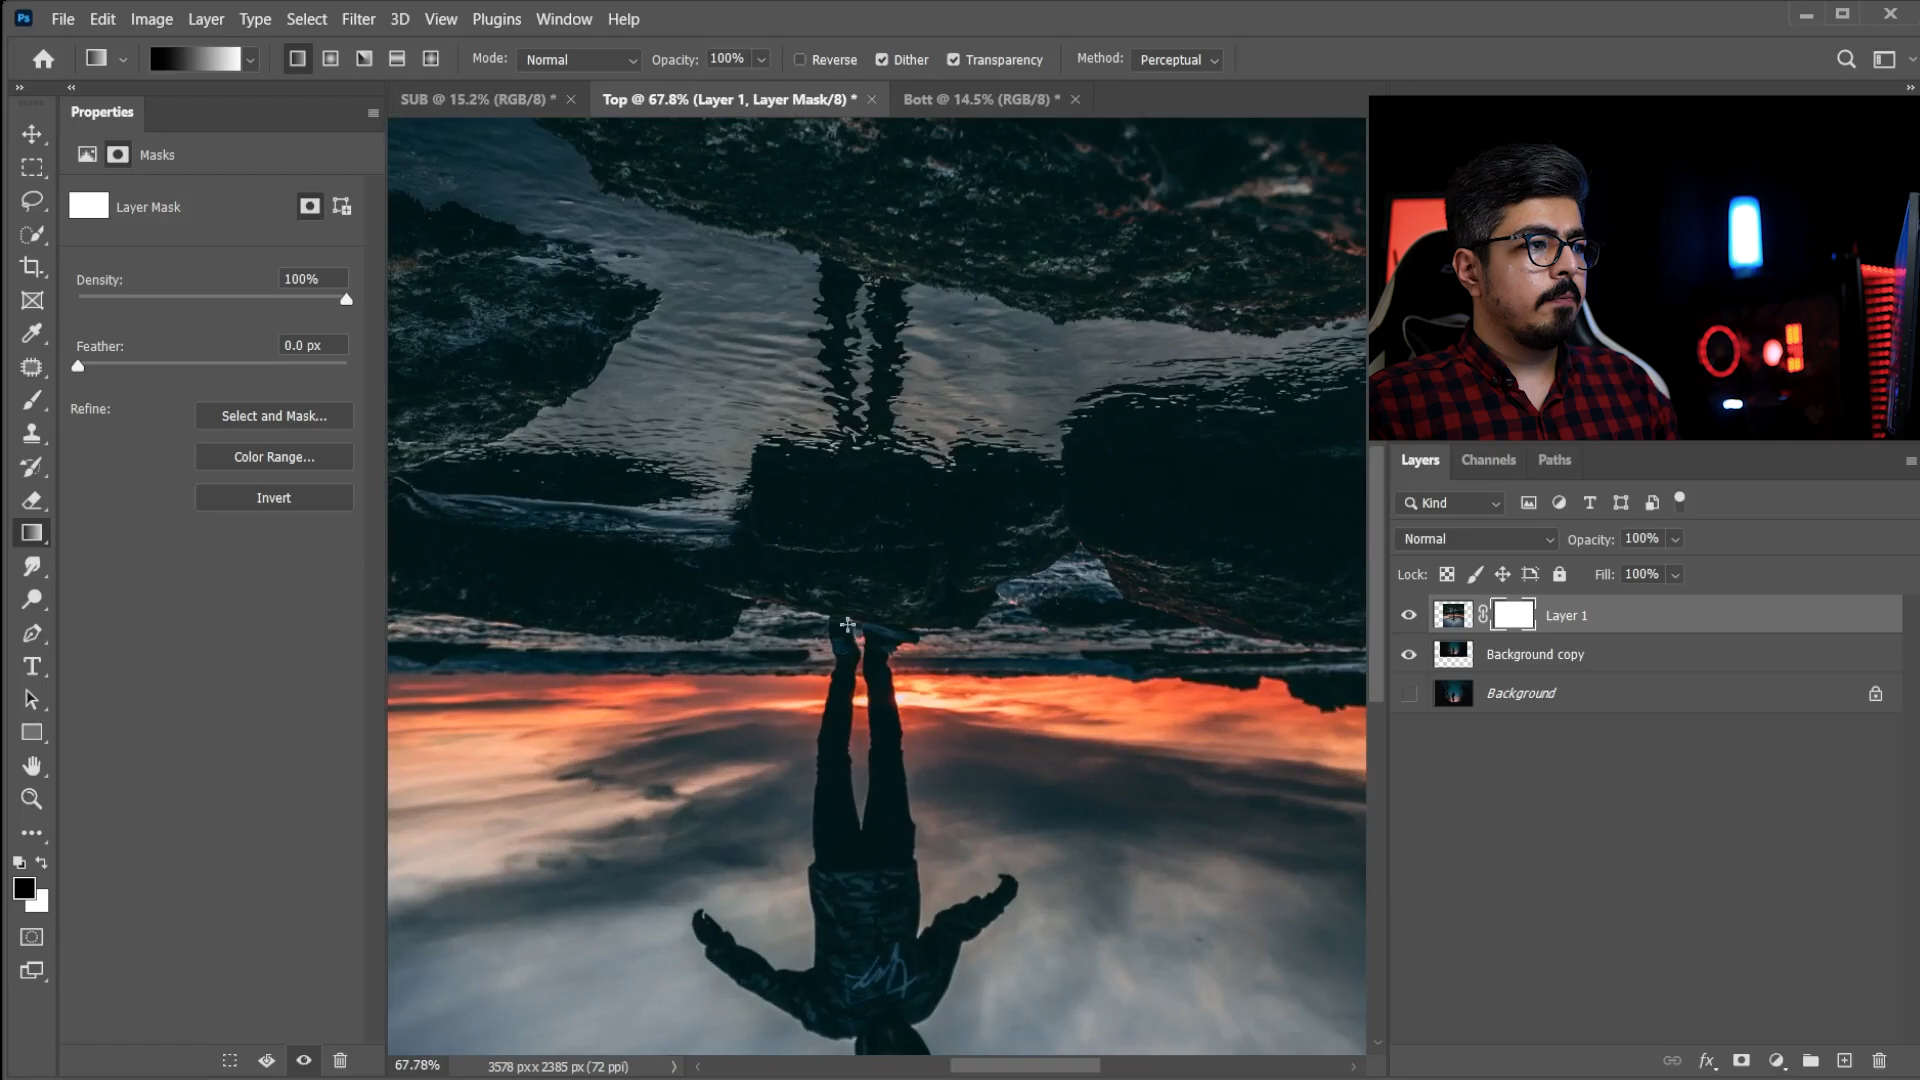 Ps File Edit Image Layer Type Select Filter 3D View Plugins Window Help
Mode: Normal Opacity: 100% Reverse Dither Transparency Method: Perceptual
SUB @ 15.2% (RGB/8) * Top @ 67.8% (Layer 1, Layer Mask/8) * Bott @ 14.5% (RGB/8) *
Properties
Masks
Layer Mask
Density: 100%
Feather: 0.0 px
Refine: Select and Mask...
Color Range...
Invert
Layers Channels Paths
Kind
Normal Opacity: 100%
Lock: Fill: 100%
Layer 1
Background copy
Background
67.78% 3578 px x 2385 px (72 ppi)
fx